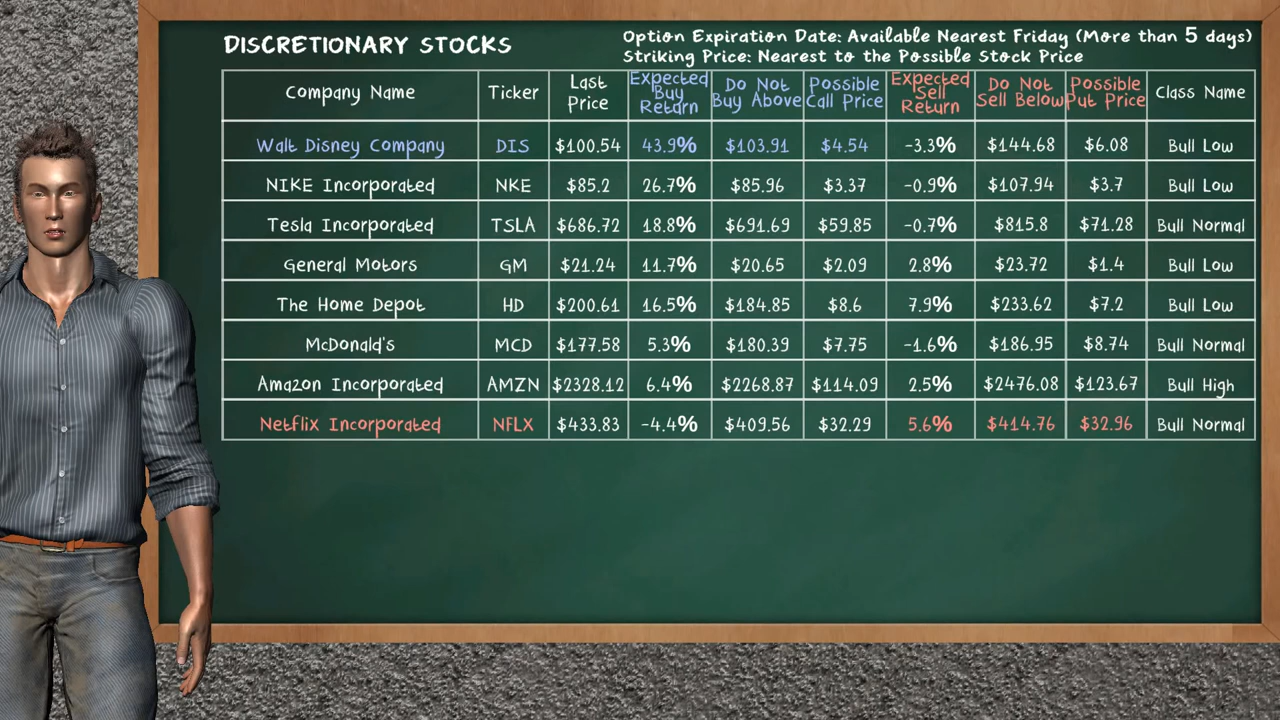 DISCRETIONARY STOCKS
Option Expiration Date: Available Nearest Friday (More than 5 days)
Striking Price: Nearest to the Possible Stock Price
Company Name Ticker Last Price Expected Buy Return Do Not Buy Above Possible Call Price Expected Sell Return Do Not Sell Below Possible Put Price Class Name
Walt Disney Company DIS $100.54 43.9% $103.91 $4.54 -3.3% $144.68 $6.08 Bull Low
NIKE Incorporated NKE $85.2 26.7% $85.96 $3.37 -0.9% $107.94 $3.7 Bull Low
Tesla Incorporated TSLA $686.72 18.8% $691.69 $59.85 -0.7% $815.8 $71.28 Bull Normal
General Motors GM $21.24 11.7% $20.65 $2.09 2.8% $23.72 $1.4 Bull Low
The Home Depot HD $200.61 16.5% $184.85 $8.6 7.9% $233.62 $7.2 Bull Low
McDonald's MCD $177.58 5.3% $180.39 $7.75 -1.6% $186.95 $8.74 Bull Normal
Amazon Incorporated AMZN $2328.12 6.4% $2268.87 $114.09 2.5% $2476.08 $123.67 Bull High
Netflix Incorporated NFLX $433.83 -4.4% $409.56 $32.29 5.6% $414.76 $32.96 Bull Normal